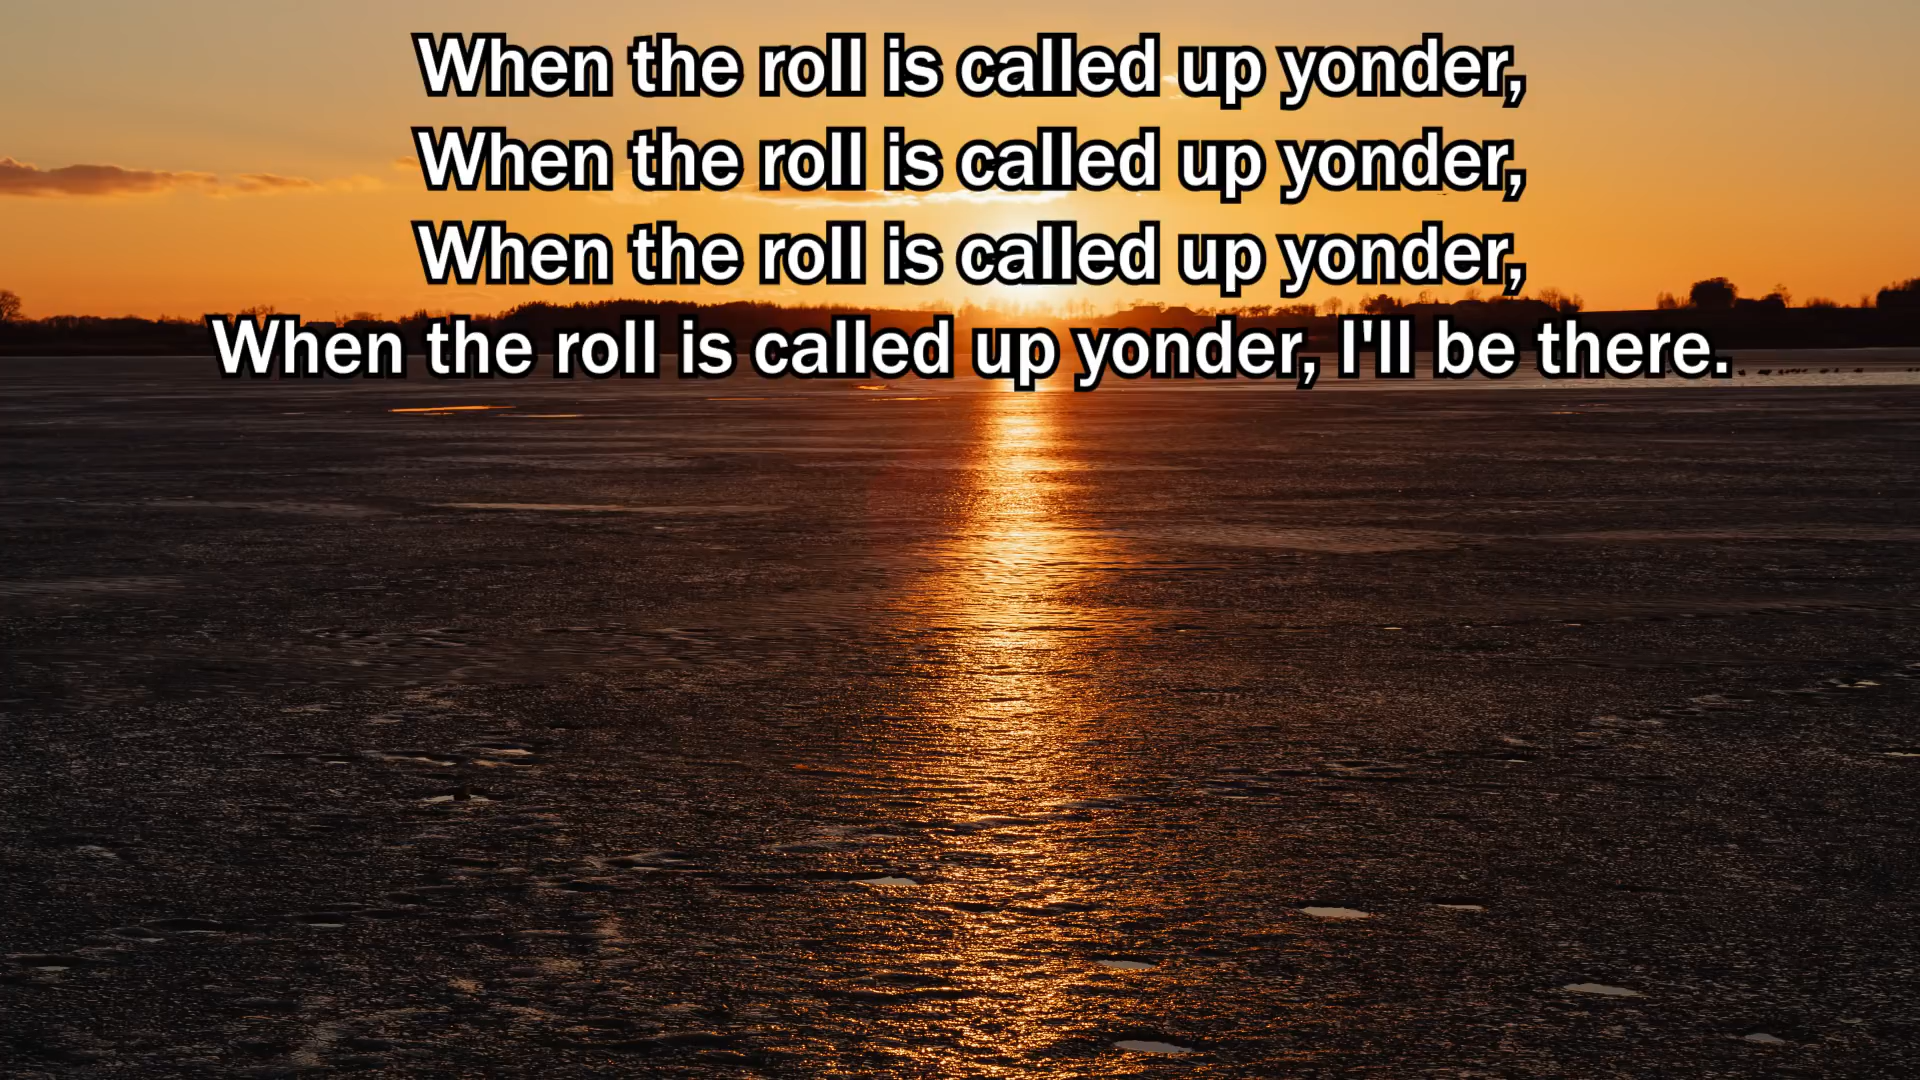 When the roll is called up yonder,
When the roll is called up yonder,
When the roll is called up yonder,
When the roll is called up yonder, I'll be there.